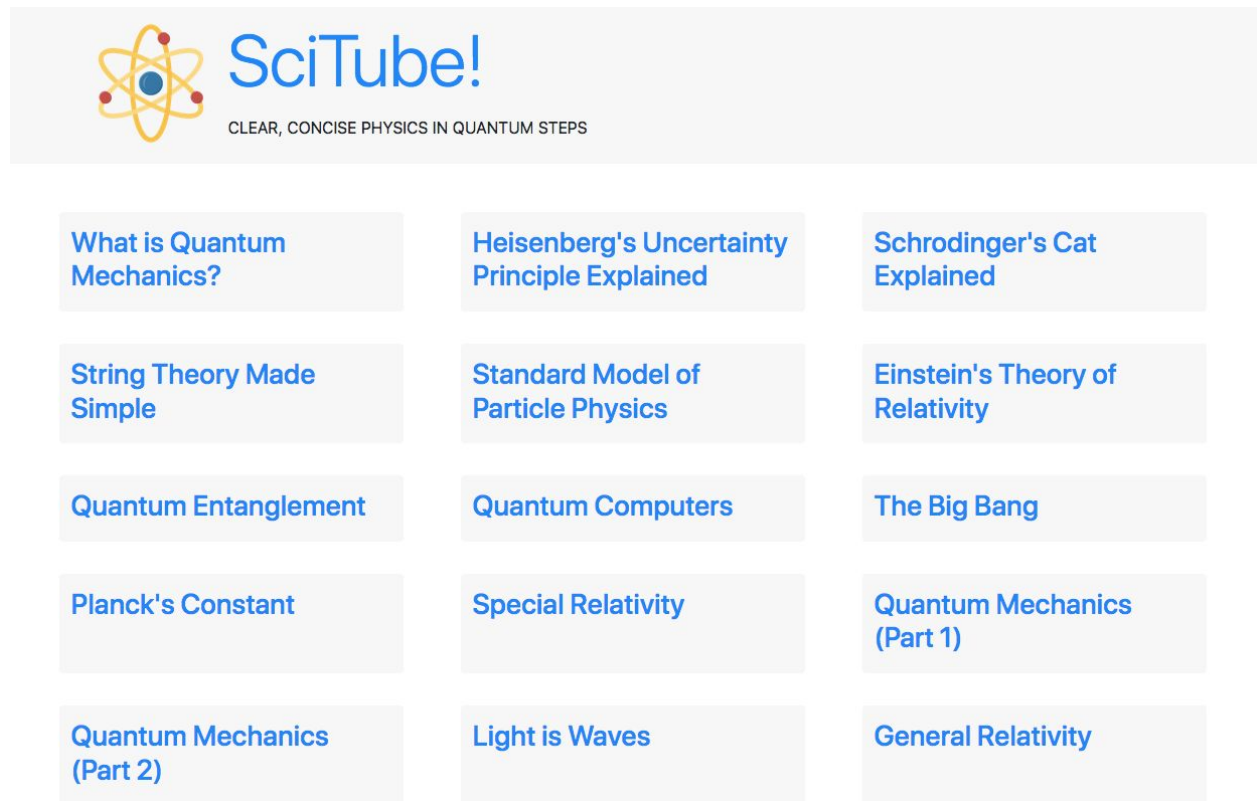 SciTube!
CLEAR, CONCISE PHYSICS IN QUANTUM STEPS
What is Quantum
Mechanics?
Heisenberg's Uncertainty
Principle Explained
Schrodinger's Cat
Explained
String Theory Made
Simple
Standard Model of
Particle Physics
Einstein's Theory of
Relativity
Quantum Entanglement
Quantum Computers
The Big Bang
Planck's Constant
Special Relativity
Quantum Mechanics
(Part 1)
Quantum Mechanics
(Part 2)
Light is Waves
General Relativity